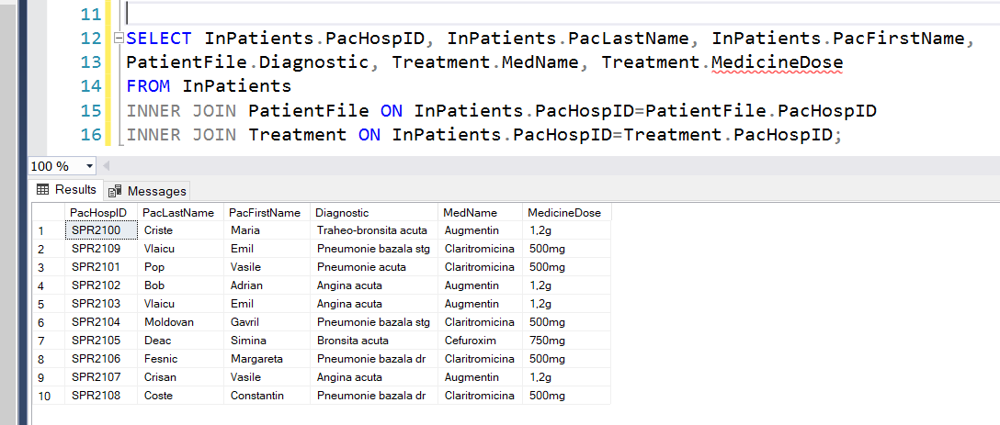 11
12 SELECT InPatients.PacHospID, InPatients.PacLastName, InPatients.PacFirstName,
13 PatientFile.Diagnostic, Treatment.MedName, Treatment.MedicineDose
14 FROM InPatients
15 INNER JOIN PatientFile ON InPatients.PacHospID=PatientFile.PacHospID
16 INNER JOIN Treatment ON InPatients.PacHospID=Treatment.PacHospID;
100 %
Results Messages
PacHospID PacLastName PacFirstName Diagnostic MedName MedicineDose
1 SPR2100 Criste Maria Traheo-bronsita acuta Augmentin 1,2g
2 SPR2109 Vlaicu Emil Pneumonie bazala stg Claritromicina 500mg
3 SPR2101 Pop Vasile Pneumonie acuta Claritromicina 500mg
4 SPR2102 Bob Adrian Angina acuta Augmentin 1,2g
5 SPR2103 Vlaicu Emil Angina acuta Augmentin 1,2g
6 SPR2104 Moldovan Gavril Pneumonie bazala stg Claritromicina 500mg
7 SPR2105 Deac Simina Bronsita acuta Cefuroxim 750mg
8 SPR2106 Fesnic Margareta Pneumonie bazala dr Claritromicina 500mg
9 SPR2107 Crisan Vasile Angina acuta Augmentin 1,2g
10 SPR2108 Coste Constantin Pneumonie bazala dr Claritromicina 500mg